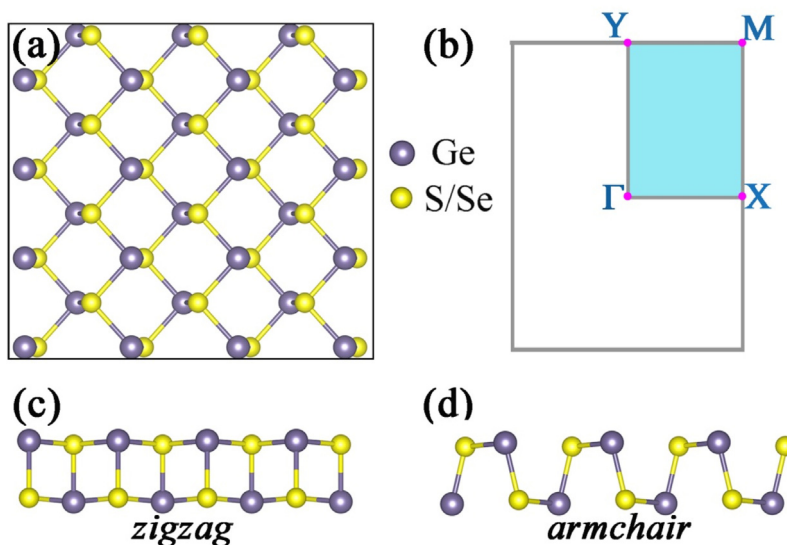 (a)
Ge
S/Se
(b)
Y
M
Γ
X
(c)
zigzag
(d)
armchair